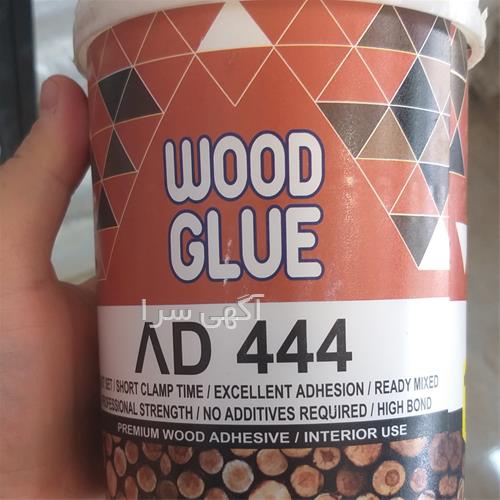 WOOD
GLUE
آگهی سرا
AD 444
SET / SHORT CLAMP TIME / EXCELLENT ADHESION / READY MIXED
PROFESSIONAL STRENGTH / NO ADDITIVES REQUIRED / HIGH BOND
PREMIUM WOOD ADHESIVE / INTERIOR USE